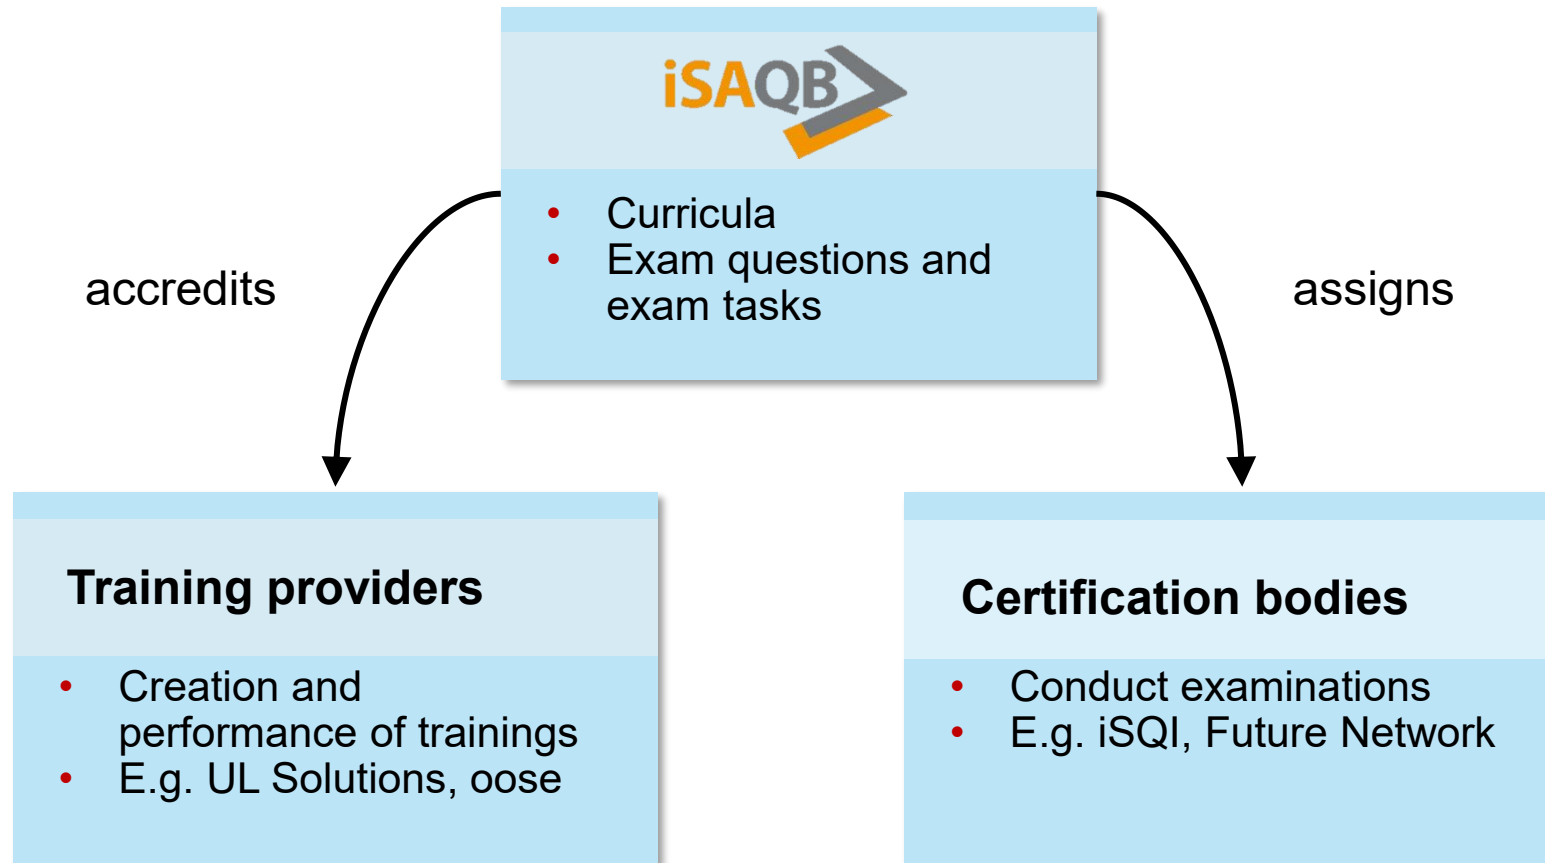 iSAQB
• Curricula
• Exam questions and
exam tasks
accredits
assigns
Training providers
• Creation and
performance of trainings
• E.g. UL Solutions, oose
Certification bodies
• Conduct examinations
• E.g. iSQI, Future Network